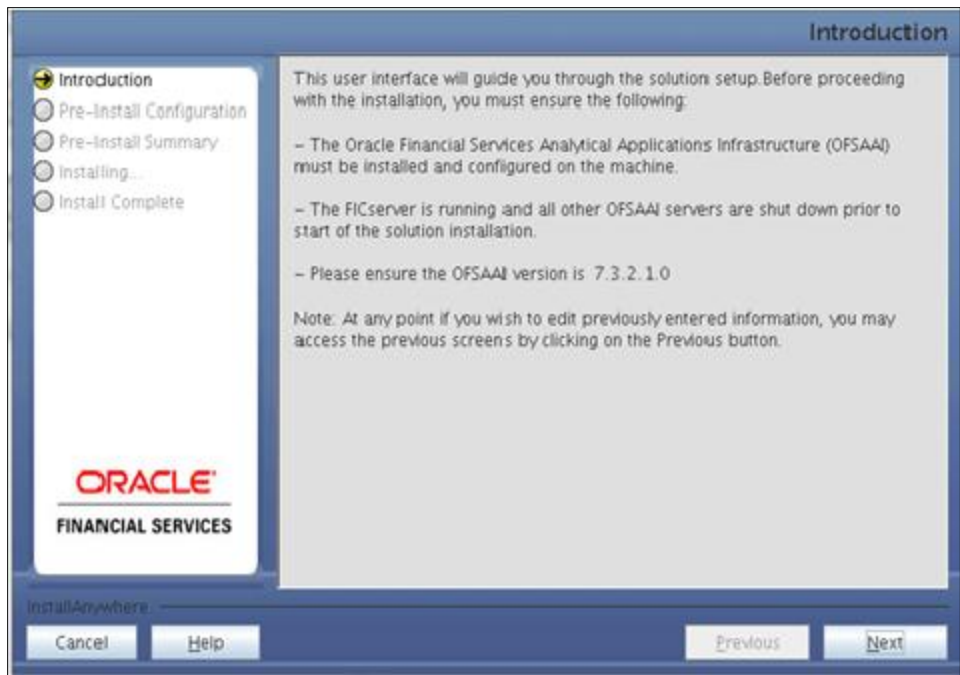 Introduction
Introduction
Pre-Install Configuration
Pre-Install Summary
Installing...
Install Complete
ORACLE®
FINANCIAL SERVICES
This user interface will guide you through the solution setup.Before proceeding
with the installation, you must ensure the following:
– The Oracle Financial Services Analytical Applications Infrastructure (OFSAAI)
must be installed and configured on the machine.
– The FICserver is running and all other OFSAAI servers are shut down prior to
start of the solution installation.
– Please ensure the OFSAAI version is 7.3.2.1.0
Note: At any point if you wish to edit previously entered information, you may
access the previous screens by clicking on the Previous button.
InstallAnywhere
Cancel Help Previous Next